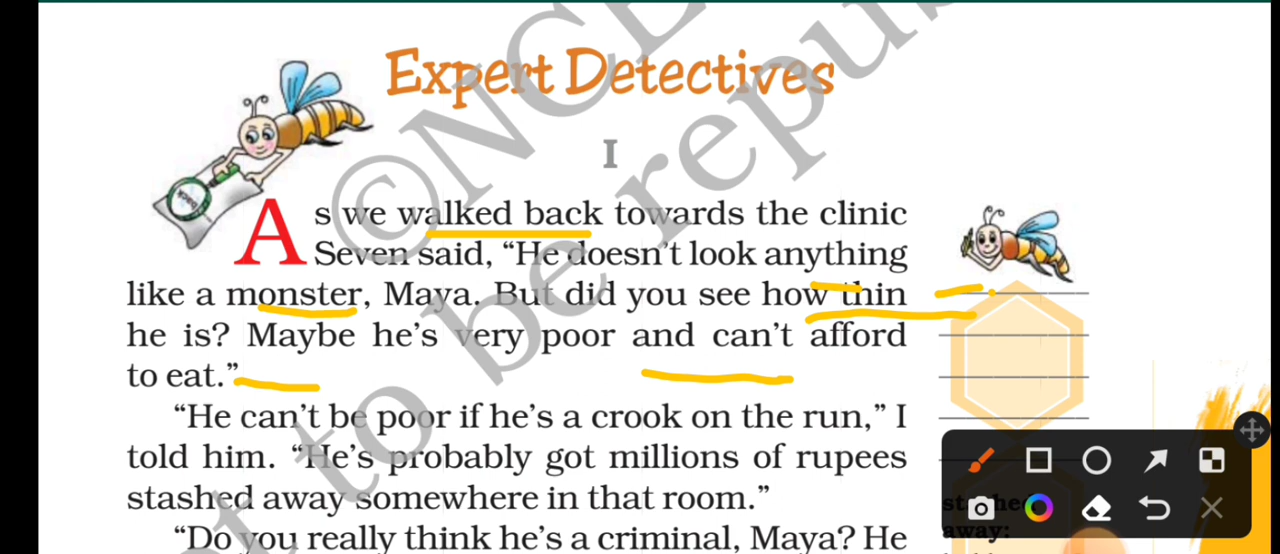 Expert Detectives
I
As we walked back towards the clinic
Seven said, “He doesn’t look anything
like a monster, Maya. But did you see how thin
he is? Maybe he’s very poor and can’t afford
to eat.”
“He can’t be poor if he’s a crook on the run,” I
told him. “He’s probably got millions of rupees
stashed away somewhere in that room.”
“Do you really think he’s a criminal, Maya? He
away: